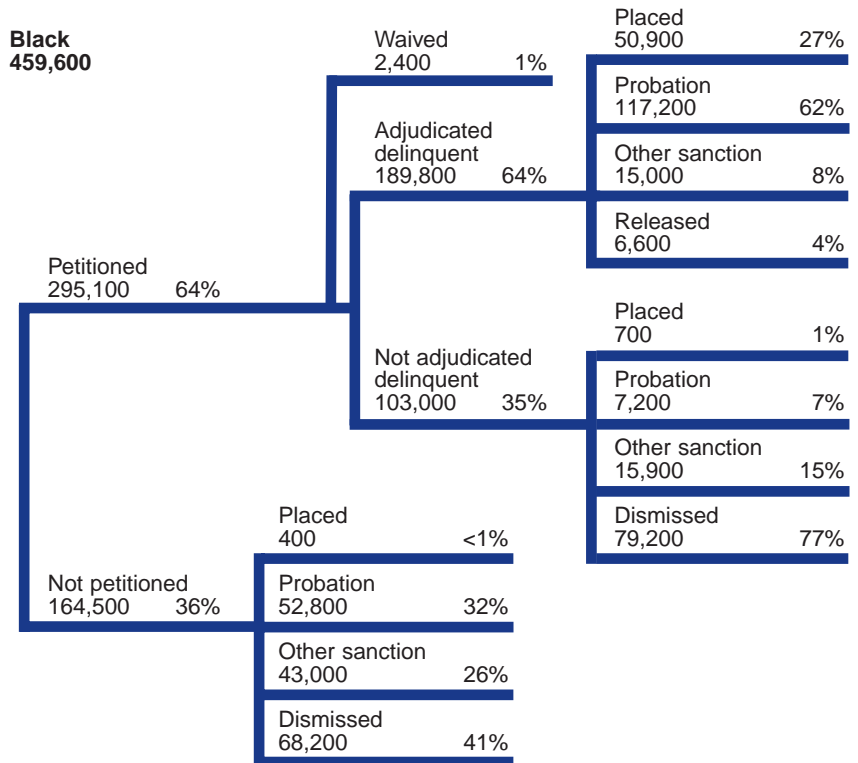 Black
459,600
Petitioned
295,100 64%
Waived
2,400 1%
Adjudicated
delinquent
189,800 64%
Placed
50,900 27%
Probation
117,200 62%
Other sanction
15,000 8%
Released
6,600 4%
Not adjudicated
delinquent
103,000 35%
Placed
700 1%
Probation
7,200 7%
Other sanction
15,900 15%
Dismissed
79,200 77%
Not petitioned
164,500 36%
Placed
400 <1%
Probation
52,800 32%
Other sanction
43,000 26%
Dismissed
68,200 41%